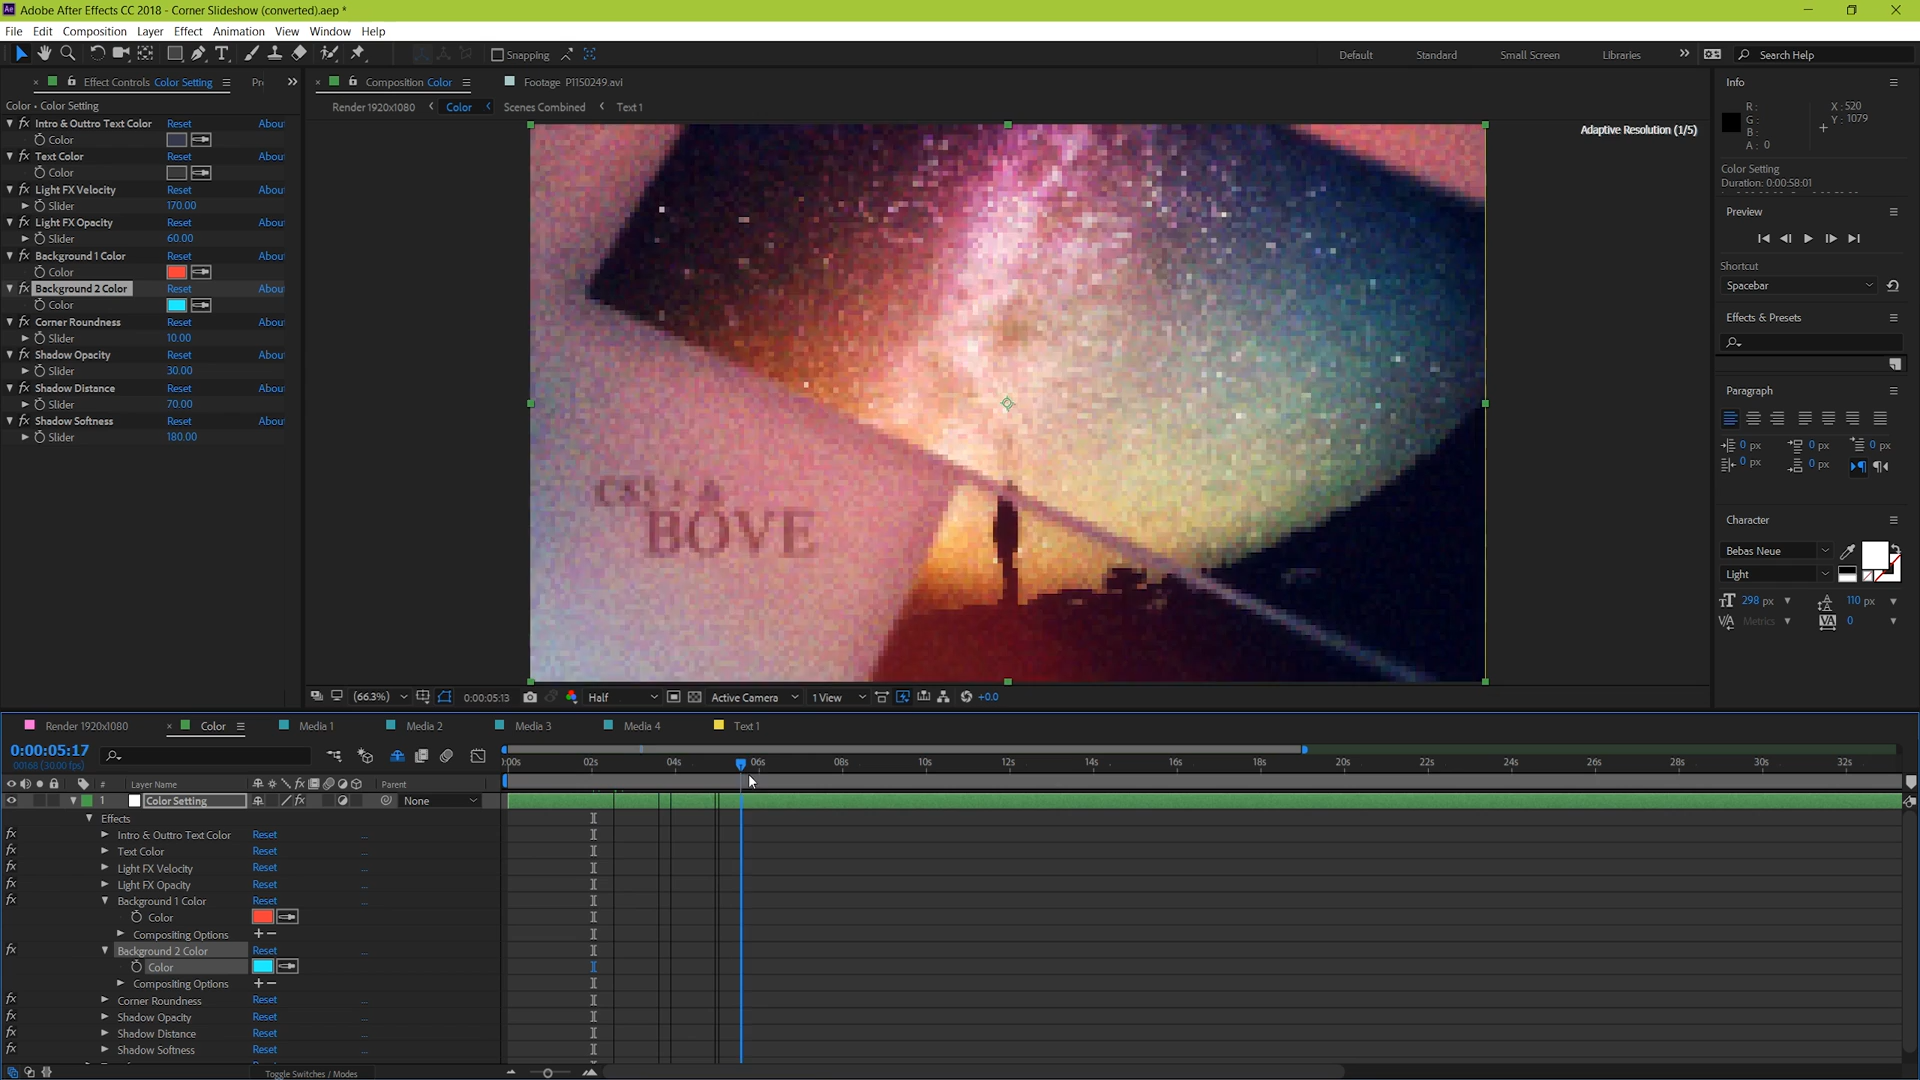 Adobe After Effects CC 2018 - Corner Slideshow (converted).aep *
File Edit Composition Layer Effect Animation View Window Help
Snapping Default Standard Small Screen Libraries Search Help
Effect Controls Color Setting
Composition Color
Footage P1150249.avi
Color • Color Setting
Render 1920x1080 Color Scenes Combined Text 1
Intro & Outtro Text Color Reset Abou
Color
Text Color Reset Abou
Color
Light FX Velocity Reset Abou
Slider 170.00
Light FX Opacity Reset Abou
Slider 60.00
Background 1 Color Reset Abou
Color
Background 2 Color Reset Abou
Color
Corner Roundness Reset Abou
Slider 10.00
Shadow Opacity Reset Abou
Slider 30.00
Shadow Distance Reset Abou
Slider 70.00
Shadow Softness Reset Abou
Slider 180.00
Adaptive Resolution (1/5)
BOVE
(66.3%) 0:00:05:13 Half Active Camera 1 View +0.0
Info
R: X : 520
G: Y : 1079
B:
A : 0
Color Setting
Duration: 0:00:58:01
Preview
Shortcut
Spacebar
Effects & Presets
Paragraph
0 px 0 px 0 px
0 px 0 px
Character
Bebas Neue
Light
298 px 110 px
Metrics 0
Render 1920x1080 Color Media 1 Media 2 Media 3 Media 4 Text 1
0:00:05:17
00168 (30.00 fps)
):00s 02s 04s 06s 08s 10s 12s 14s 16s 18s 20s 22s 24s 26s 28s 30s 32s
# Layer Name Parent
1 Color Setting None
Effects
Intro & Outtro Text Color Reset ...
Text Color Reset ...
Light FX Velocity Reset ...
Light FX Opacity Reset ...
Background 1 Color Reset ...
Color
Compositing Options + −
Background 2 Color Reset ...
Color
Compositing Options + −
Corner Roundness Reset ...
Shadow Opacity Reset ...
Shadow Distance Reset ...
Shadow Softness Reset ...
Toggle Switches / Modes